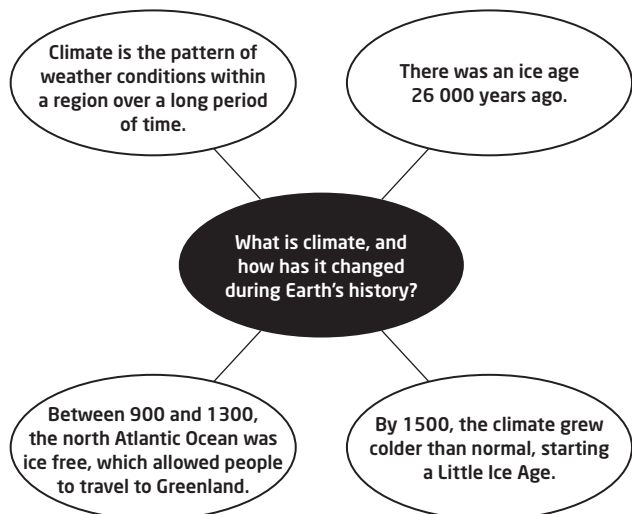 Climate is the pattern of
weather conditions within
a region over a long period
of time.
There was an ice age
26 000 years ago.
What is climate, and
how has it changed
during Earth's history?
Between 900 and 1300,
the north Atlantic Ocean was
ice free, which allowed people
to travel to Greenland.
By 1500, the climate grew
colder than normal, starting
a Little Ice Age.